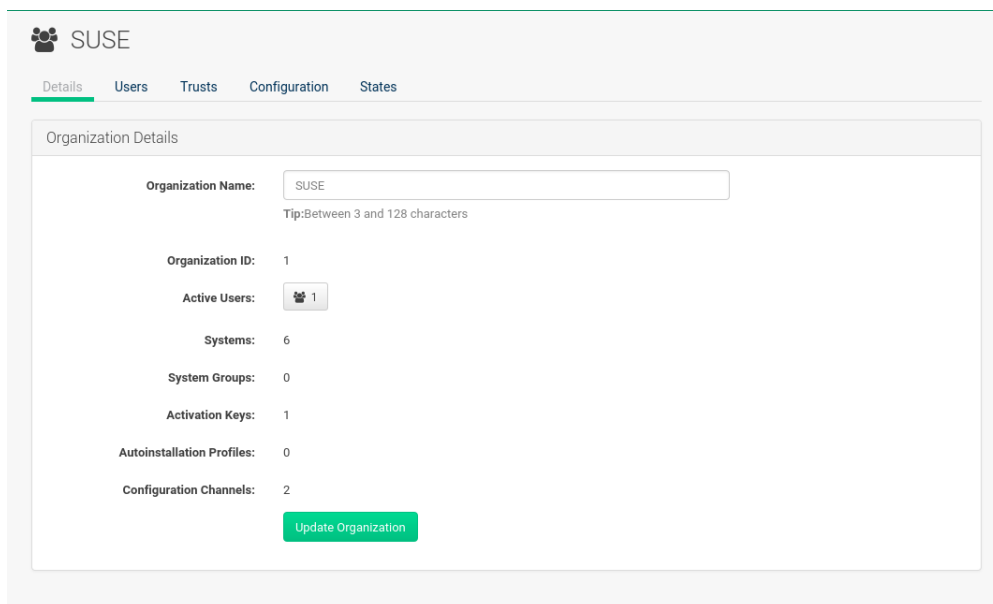 SUSE
Details Users Trusts Configuration States
Organization Details
Organization Name: SUSE
Tip:Between 3 and 128 characters
Organization ID: 1
Active Users: 1
Systems: 6
System Groups: 0
Activation Keys: 1
Autoinstallation Profiles: 0
Configuration Channels: 2
Update Organization